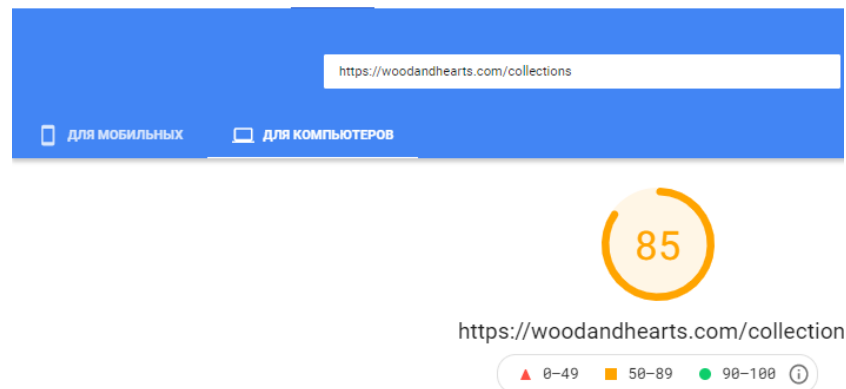 https://woodandhearts.com/collections
ДЛЯ МОБИЛЬНЫХ ДЛЯ КОМПЬЮТЕРОВ
85
https://woodandhearts.com/collection
0–49 50–89 90–100